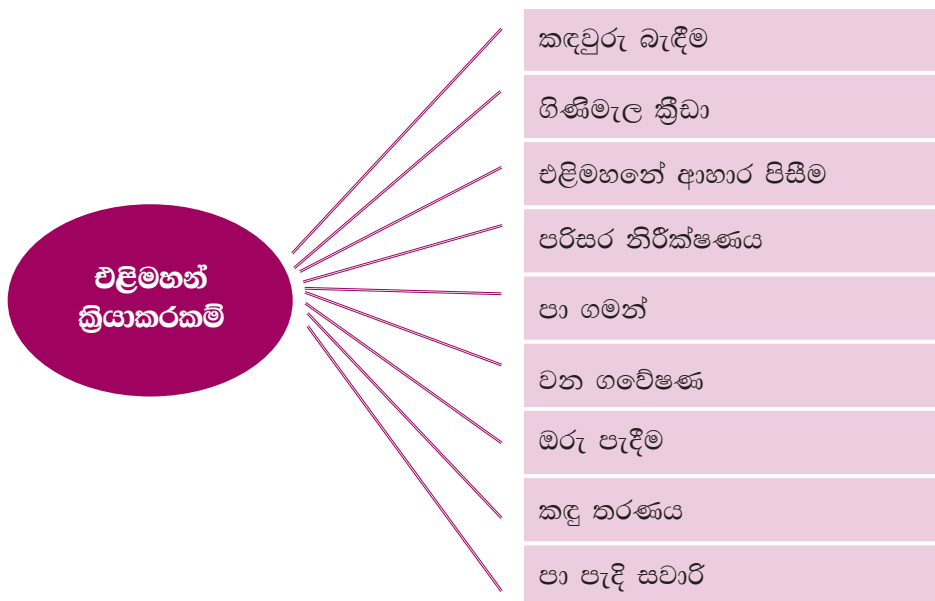 එළිමහන්
ක්‍රියාකරකම්
කඳවුරු බැඳීම
ගිණිමැල ක්‍රීඩා
එළිමහනේ ආහාර පිසීම
පරිසර නිරීක්ෂණය
පා ගමන්
වන ගවේෂණ
ඔරු පැදීම
කඳු තරණය
පා පැදි සවාරි